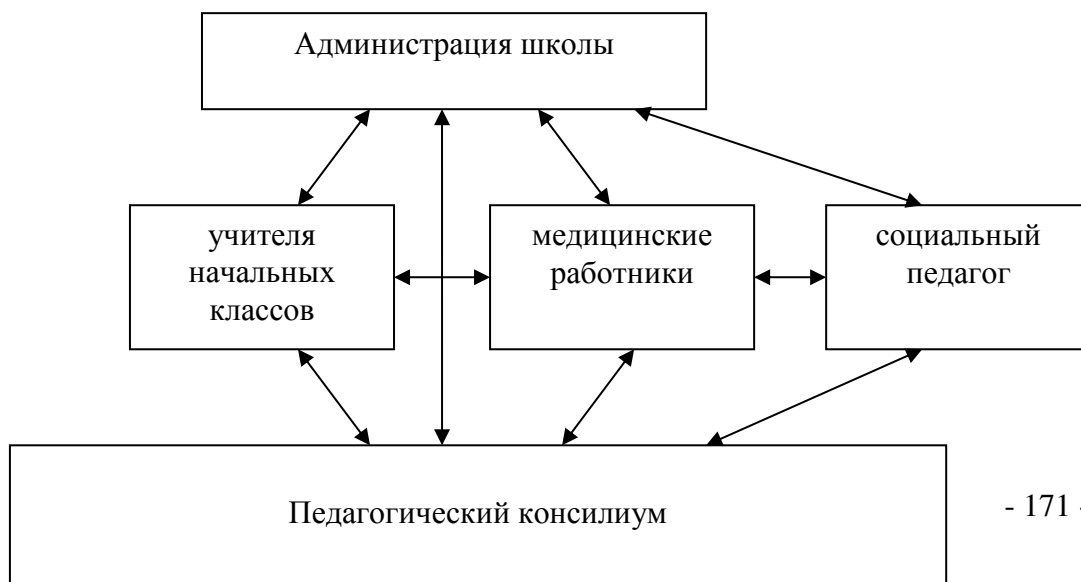 Администрация школы
учителя
начальных
классов
медицинские
работники
социальный
педагог
Педагогический консилиум
- 171 -